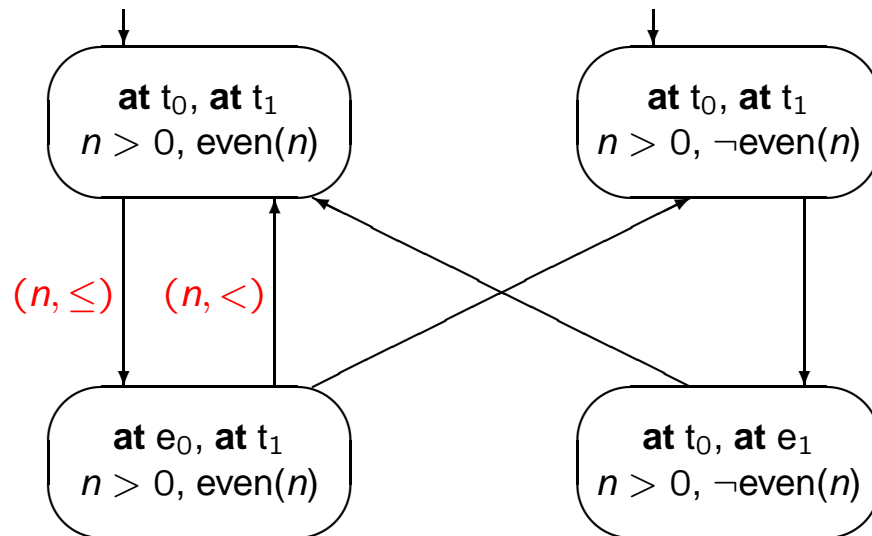 at t₀, at t₁
n > 0, even(n)
at t₀, at t₁
n > 0, ¬even(n)
(n, ≤)
(n, <)
at e₀, at t₁
n > 0, even(n)
at t₀, at e₁
n > 0, ¬even(n)